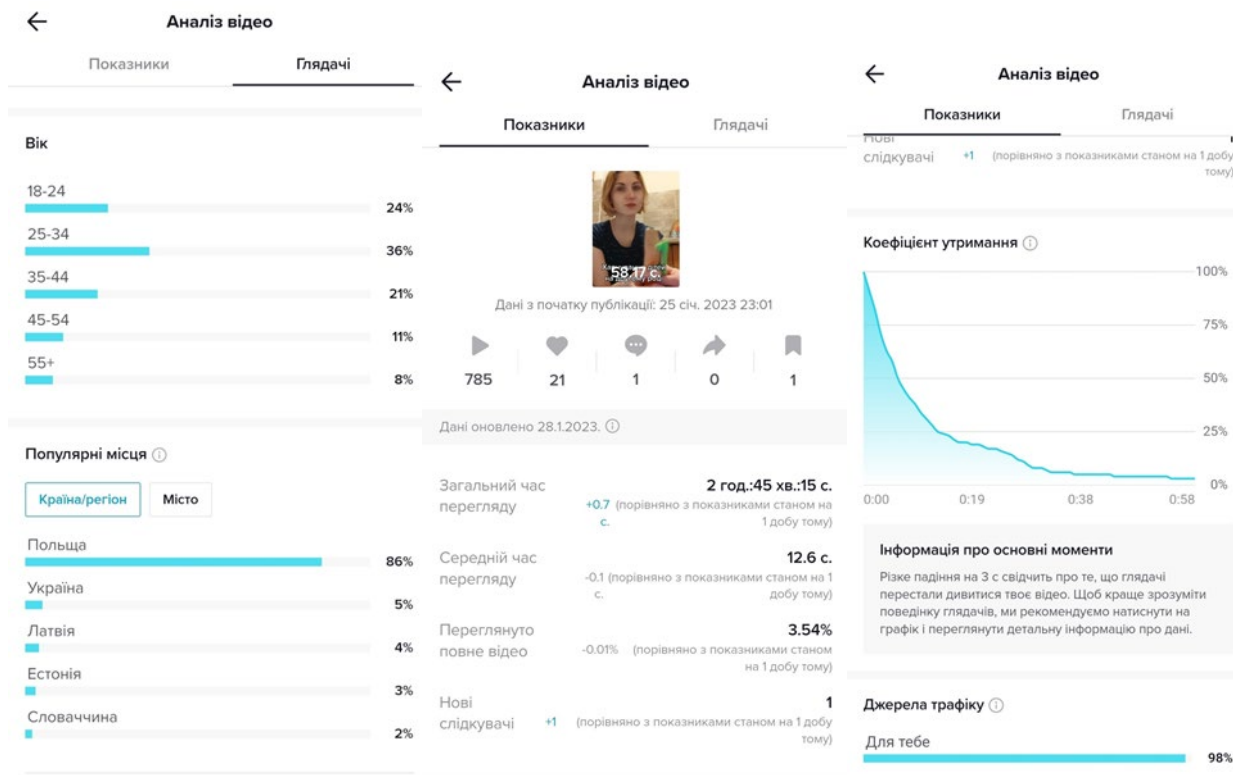 Аналіз відео
Показники
Глядачі
Вік
18-24
24%
25-34
36%
35-44
21%
45-54
11%
55+
8%
Популярні місця
Країна/регіон
Місто
Польща
86%
Україна
5%
Латвія
4%
Естонія
3%
Словаччина
2%
Аналіз відео
Показники
Глядачі
58.17 с.
Дані з початку публікації: 25 січ. 2023 23:01
785
21
1
0
1
Дані оновлено 28.1.2023.
Загальний час
перегляду
2 год.:45 хв.:15 с.
+0.7 (порівняно з показниками станом на
с. 1 добу тому)
Середній час
перегляду
12.6 с.
-0.1 (порівняно з показниками станом на 1
с. добу тому)
Переглянуто
повне відео
3.54%
-0.01% (порівняно з показниками станом
на 1 добу тому)
Нові
слідкувачі
1
+1 (порівняно з показниками станом на 1 добу
тому)
Аналіз відео
Показники
Глядачі
Нові
слідкувачі
+1 (порівняно з показниками станом на 1 добу
тому)
Коефіцієнт утримання
100%
75%
50%
25%
0%
0:00
0:19
0:38
0:58
Інформація про основні моменти
Різке падіння на 3 с свідчить про те, що глядачі
перестали дивитися твоє відео. Щоб краще зрозуміти
поведінку глядачів, ми рекомендуємо натиснути на
графік і переглянути детальну інформацію про дані.
Джерела трафіку
Для тебе
98%